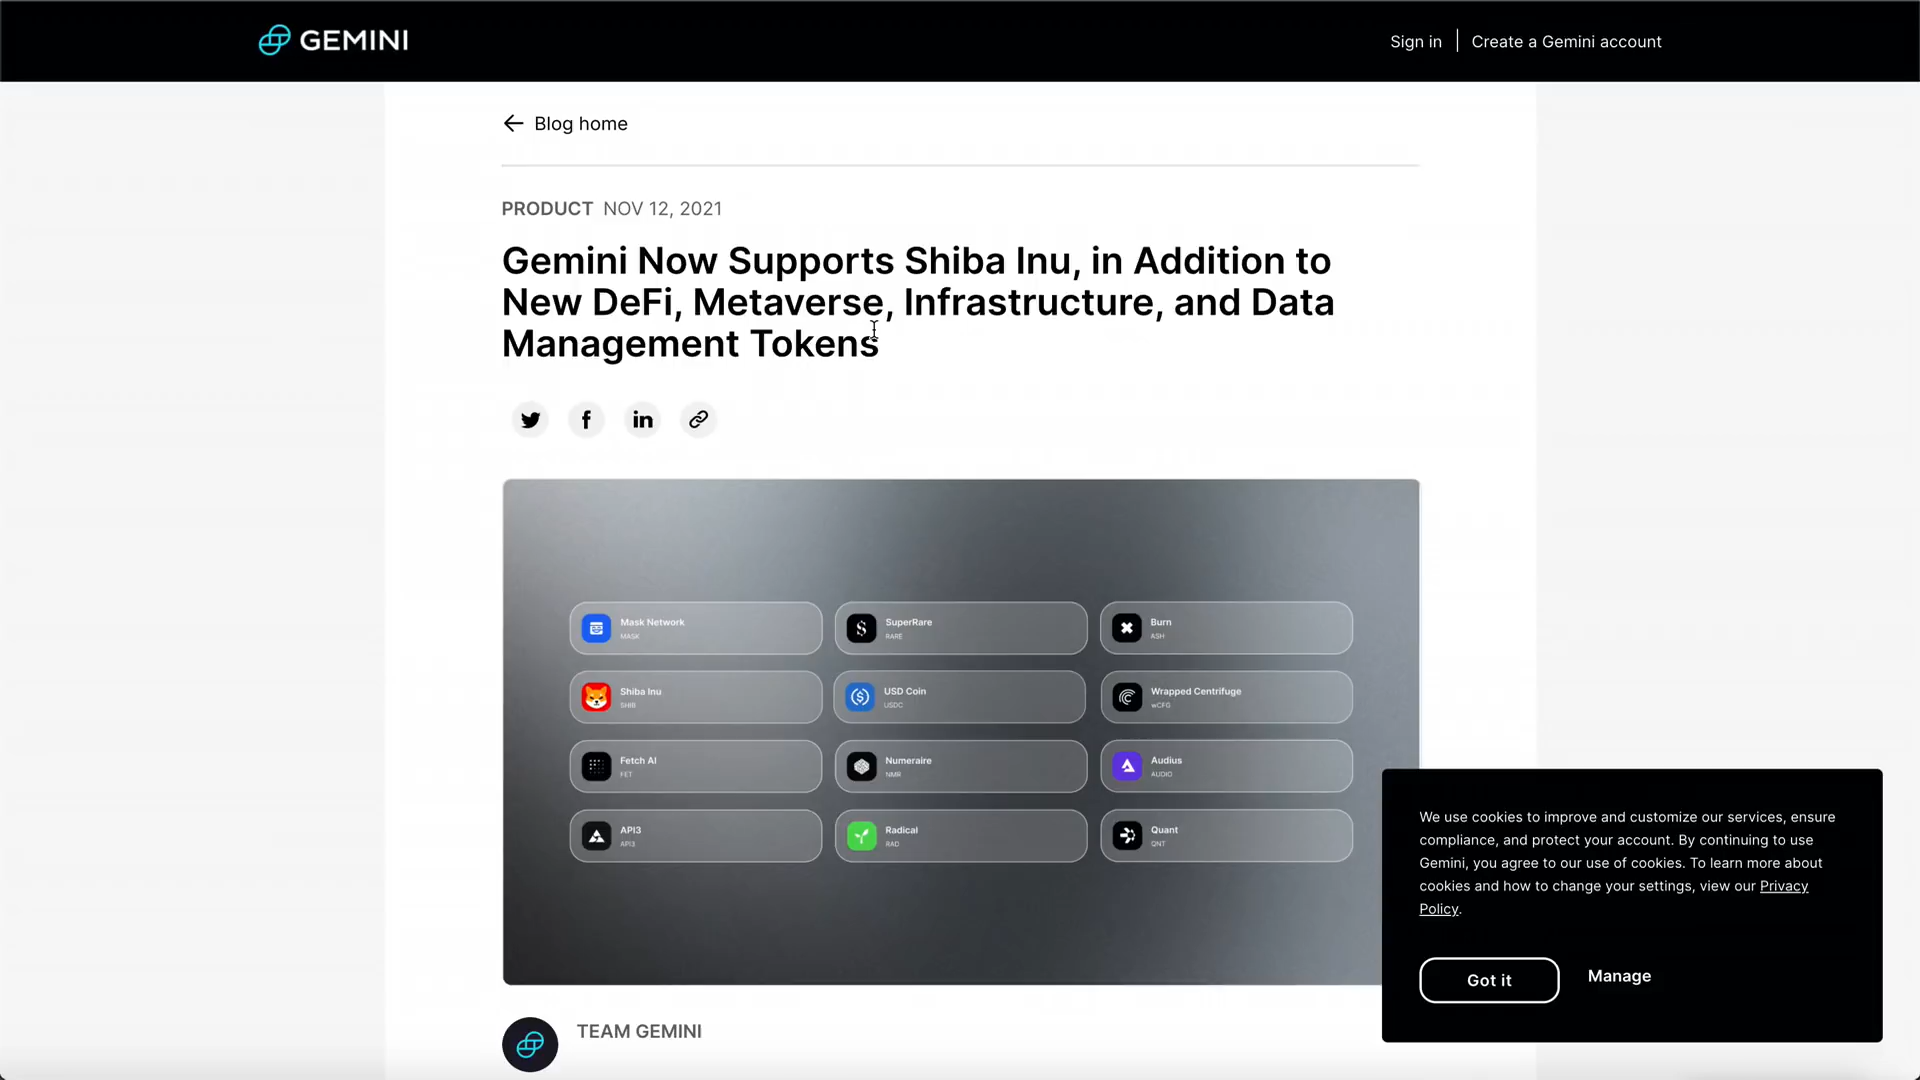 GEMINI
Sign in
Create a Gemini account
Blog home
PRODUCT NOV 12, 2021
Gemini Now Supports Shiba Inu, in Addition to
New DeFi, Metaverse, Infrastructure, and Data
Management Tokens
Mask Network
MASK
SuperRare
RARE
Burn
ASH
Shiba Inu
SHIB
USD Coin
USDC
Wrapped Centrifuge
wCFG
Fetch AI
FET
Numeraire
NMR
Audius
AUDIO
API3
API3
Radical
RAD
Quant
QNT
We use cookies to improve and customize our services, ensure
compliance, and protect your account. By continuing to use
Gemini, you agree to our use of cookies. To learn more about
cookies and how to change your settings, view our Privacy
Policy.
Got it
Manage
TEAM GEMINI